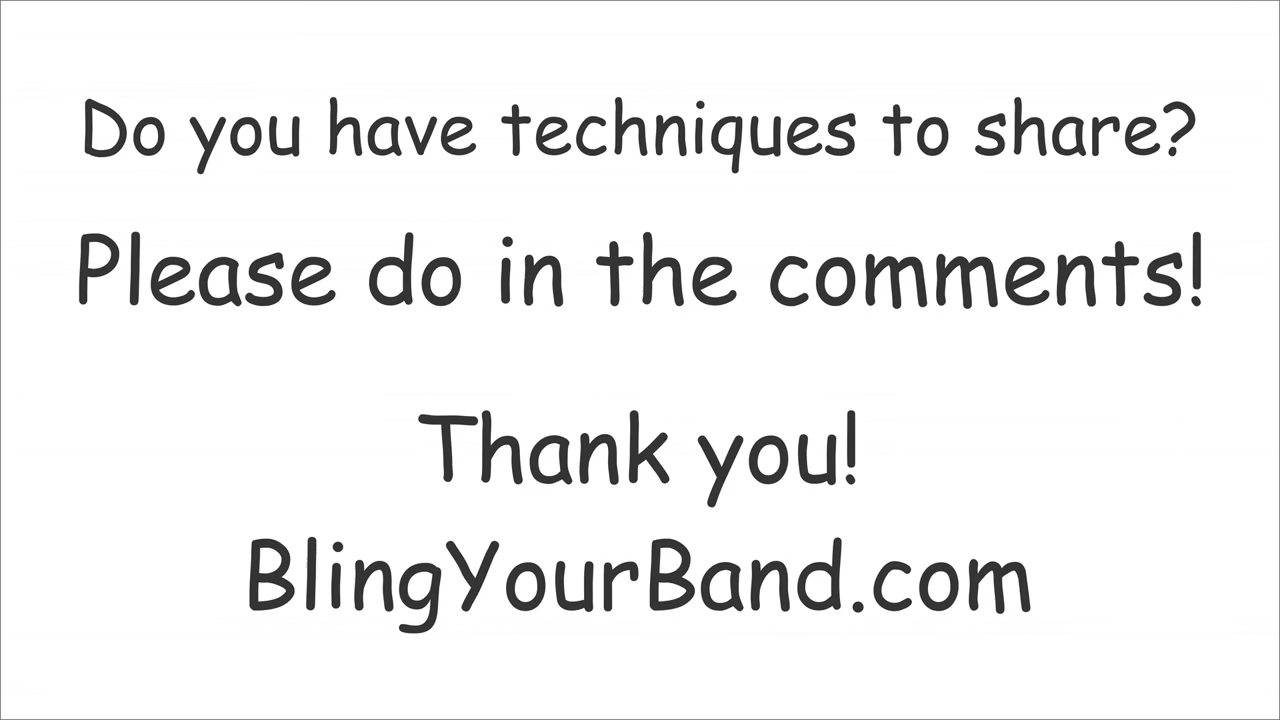 Do you have techniques to share?
Please do in the comments!
Thank you!
BlingYourBand.com